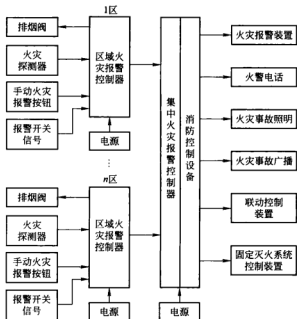 1区
排烟阀
火灾
探测器
手动火灾
报警按钮
报警开关
信号
区域火
灾报警
控制器
电源
n区
排烟阀
火灾
探测器
手动火灾
报警按钮
报警开关
信号
区域火
灾报警
控制器
电源
集中火灾报警控制器
消防控制设备
电源
火灾报警装置
火警电话
火灾事故照明
火灾事故广播
联动控制
装置
固定灭火系统
控制装置